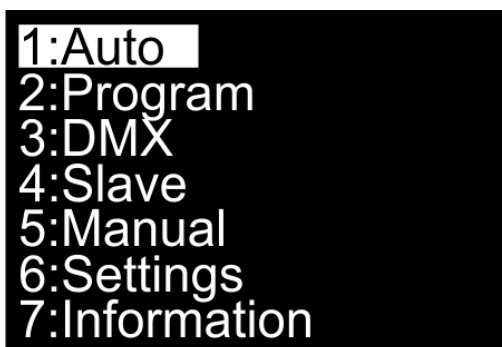 1:Auto
2:Program
3:DMX
4:Slave
5:Manual
6:Settings
7:Information